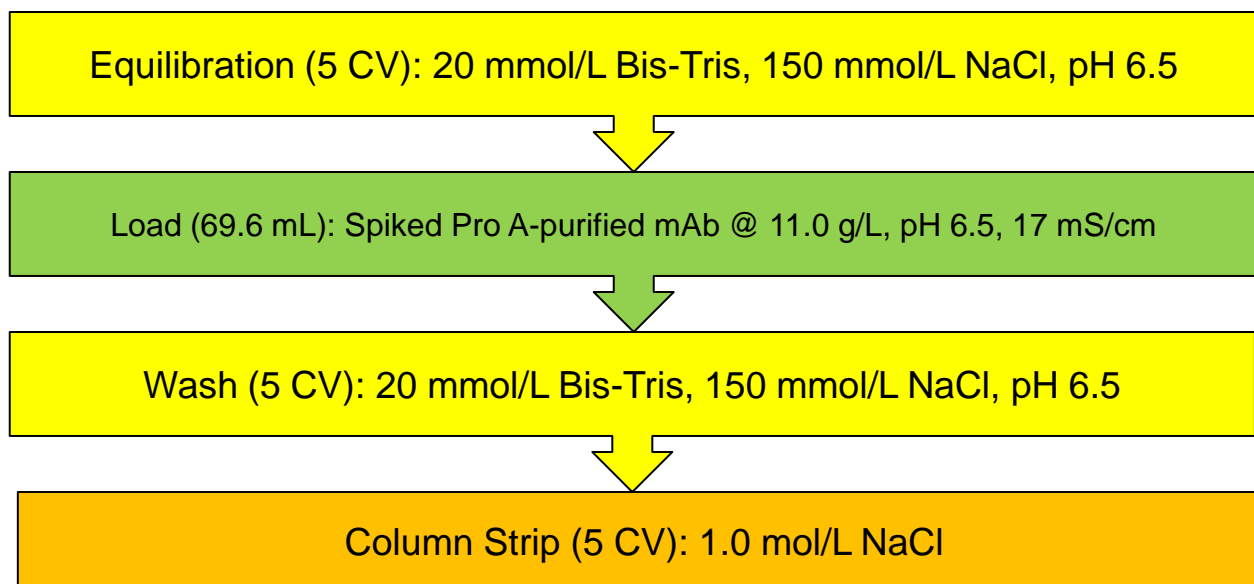 Equilibration (5 CV): 20 mmol/L Bis-Tris, 150 mmol/L NaCl, pH 6.5
Load (69.6 mL): Spiked Pro A-purified mAb @ 11.0 g/L, pH 6.5, 17 mS/cm
Wash (5 CV): 20 mmol/L Bis-Tris, 150 mmol/L NaCl, pH 6.5
Column Strip (5 CV): 1.0 mol/L NaCl